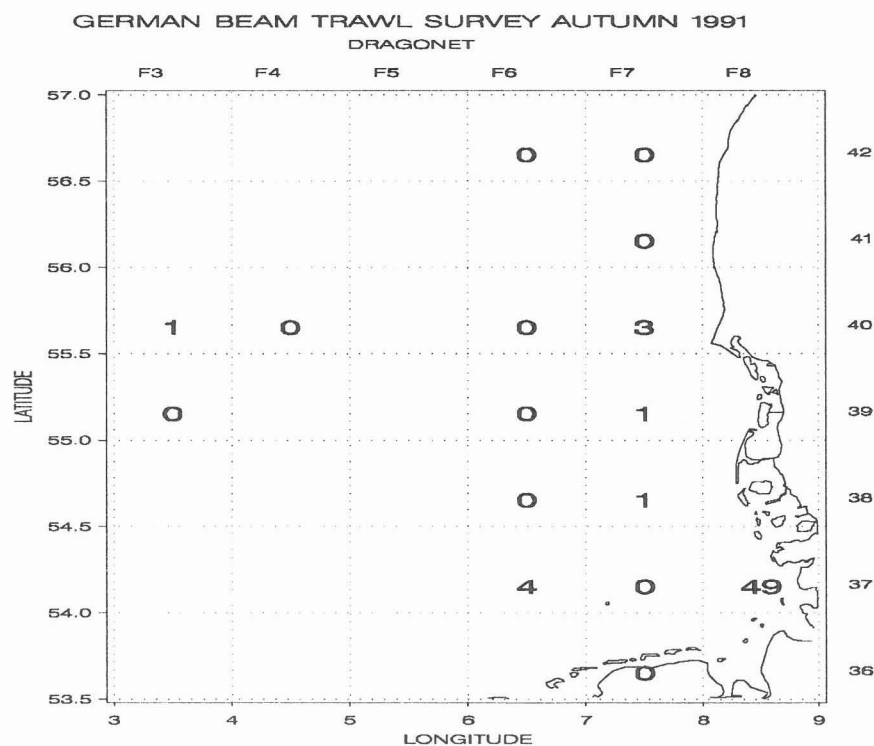 GERMAN BEAM TRAWL SURVEY AUTUMN 1991
DRAGONET
F3 F4 F5 F6 F7 F8
57.0
0 0 42
56.5
0 41
56.0
1 0 0 3 40
55.5
LATITUDE
0 0 1 39
55.0
0 1 38
54.5
4 0 49 37
54.0
0 36
53.5
3 4 5 6 7 8 9
LONGITUDE